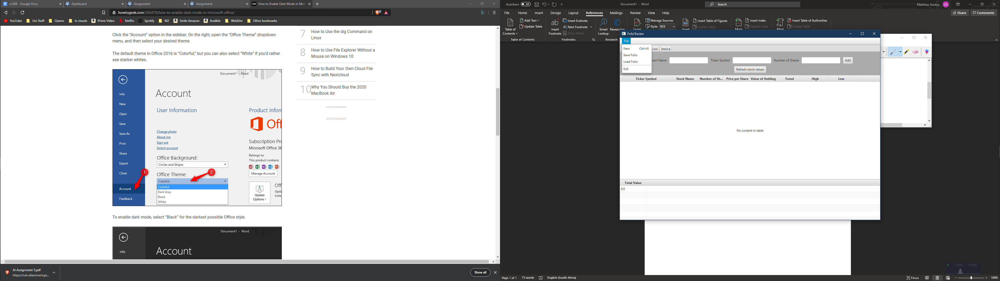 cs308 - Google Docs
Dashboard
Assignment
Assignment
How to Enable Dark Mode in Micr
howtogeek.com/360470/how-to-enable-dark-mode-in-microsoft-office/
YouTube Uni Stuff Gaems tv stuuds Prime Video Netflix Spotify M2 Smile Amazon Audible WebDev Other bookmarks
Click the “Account” option in the sidebar. On the right, open the “Office Theme” dropdown
menu, and then select your desired theme.
The default theme in Office 2016 is “Colorful,” but you can also select “White” if you’d rather
see starker whites.
Document1 - Word
Account
Info
New
Open
Save
Save As
Print
Share
Export
Close
Account
Feedback
User Information
Change photo
About me
Sign out
Switch account
Office Background:
Circles and Stripes
Office Theme:
Colorful
Colorful
Dark Gray
Black
White
1
2
Product Infor
Off
Subscription Pr
Microsoft Office 36
Belongs to:
This product contains
Manage Account
Update
Options
Off
Upda
insta
To enable dark mode, select “Black” for the darkest possible Office style.
Document1 - Word
Account
Info
7 How to Use the dig Command on
Linux
8 How to Use File Explorer Without a
Mouse on Windows 10
9 How to Build Your Own Cloud File
Sync with Nextcloud
10 Why You Should Buy the 2020
MacBook Air
ADVERTISEMENT
ADVERTISEMENT
AI Assignment 5.pdf
https://mail-attachment.go...
Show all
AutoSave Off
Document1 - Word
Search
Matthew Starkey MS
File Home Insert Design Layout References Mailings Review View Help
Share Comments
Table of
Contents
Add Text
Update Table
Table of Contents
ab
Insert
Footnote
Insert Endnote
Next Footnote
Show Notes
Footnotes
Smart
Lookup
Researcher
Research
Insert
Manage Sources
Style: IEEE
Insert
Insert Table of Figures
Update Table
Mark
Insert Index
Update Index
Mark
Insert Table of Authorities
Update Table
FolioTracker
File
New Ctrl+N
Save Folio
Load Folio
Exit
Lois Jessica
osen Name Ticker Symbol Number of Shares Add
Refresh stock values
Ticker Symbol Stock Name Number of Sh... Price per Share Value of Holding Trend High Low
No content in table
Total Value
0.0
Page 1 of 1 73 words English (South Africa)
Focus 100%